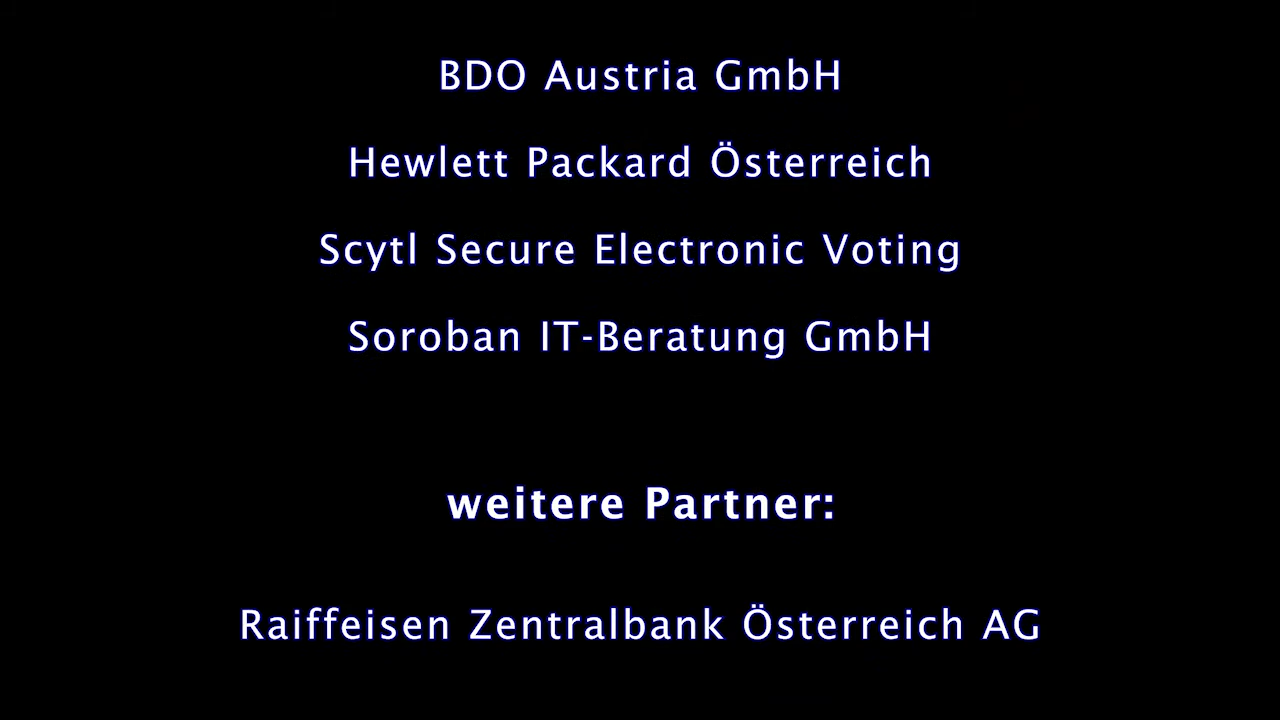 BDO Austria GmbH
Hewlett Packard Österreich
Scytl Secure Electronic Voting
Soroban IT-Beratung GmbH
weitere Partner:
Raiffeisen Zentralbank Österreich AG